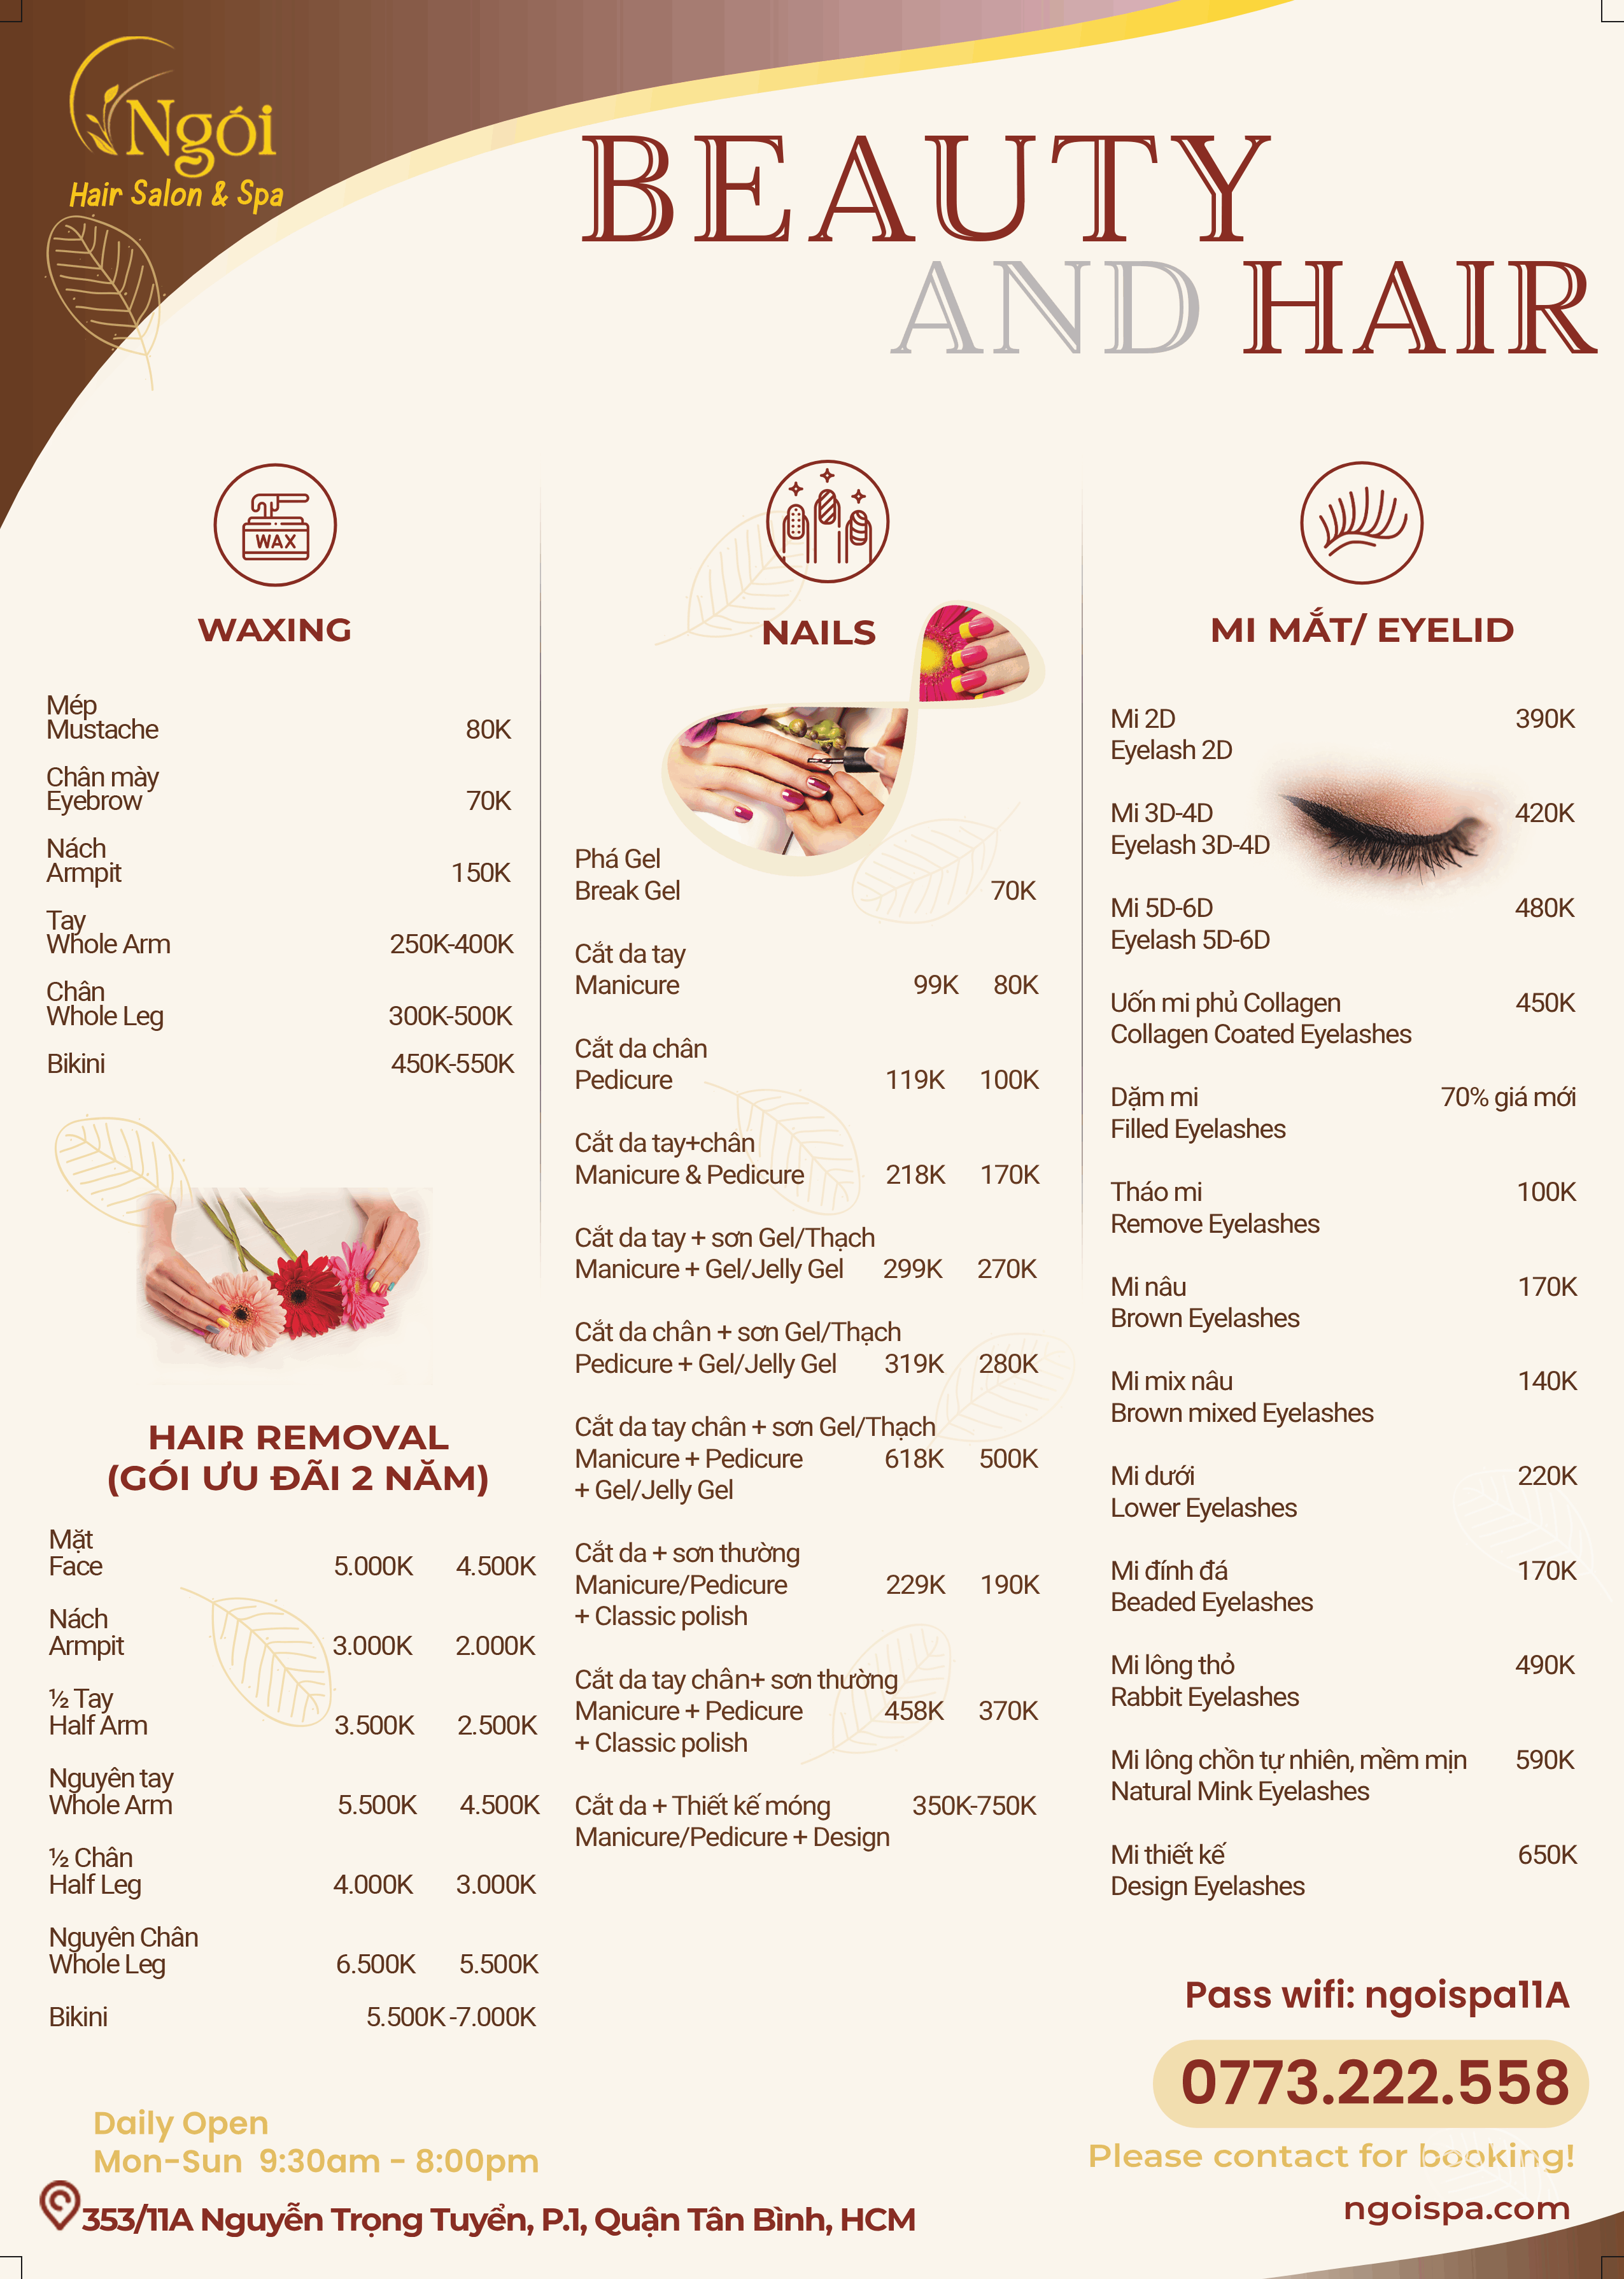 Ngói
Hair Salon & Spa
BEAUTY
AND HAIR
WAX
WAXING
Mép
Mustache 80K
Chân mày
Eyebrow 70K
Nách
Armpit 150K
Tay
Whole Arm 250K-400K
Chân
Whole Leg 300K-500K
Bikini 450K-550K
HAIR REMOVAL
(GÓI ƯU ĐÃI 2 NĂM)
Mặt
Face 5.000K 4.500K
Nách
Armpit 3.000K 2.000K
½ Tay
Half Arm 3.500K 2.500K
Nguyên tay
Whole Arm 5.500K 4.500K
½ Chân
Half Leg 4.000K 3.000K
Nguyên Chân
Whole Leg 6.500K 5.500K
Bikini 5.500K -7.000K
NAILS
Phá Gel
Break Gel 70K
Cắt da tay
Manicure 99K 80K
Cắt da chân
Pedicure 119K 100K
Cắt da tay+chân
Manicure & Pedicure 218K 170K
Cắt da tay + sơn Gel/Thạch
Manicure + Gel/Jelly Gel 299K 270K
Cắt da chân + sơn Gel/Thạch
Pedicure + Gel/Jelly Gel 319K 280K
Cắt da tay chân + sơn Gel/Thạch
Manicure + Pedicure 618K 500K
+ Gel/Jelly Gel
Cắt da + sơn thường
Manicure/Pedicure 229K 190K
+ Classic polish
Cắt da tay chân+ sơn thường
Manicure + Pedicure 458K 370K
+ Classic polish
Cắt da + Thiết kế móng 350K-750K
Manicure/Pedicure + Design
MI MẮT/ EYELID
Mi 2D 390K
Eyelash 2D
Mi 3D-4D 420K
Eyelash 3D-4D
Mi 5D-6D 480K
Eyelash 5D-6D
Uốn mi phủ Collagen 450K
Collagen Coated Eyelashes
Dặm mi 70% giá mới
Filled Eyelashes
Tháo mi 100K
Remove Eyelashes
Mi nâu 170K
Brown Eyelashes
Mi mix nâu 140K
Brown mixed Eyelashes
Mi dưới 220K
Lower Eyelashes
Mi đính đá 170K
Beaded Eyelashes
Mi lông thỏ 490K
Rabbit Eyelashes
Mi lông chồn tự nhiên, mềm mịn 590K
Natural Mink Eyelashes
Mi thiết kế 650K
Design Eyelashes
Pass wifi: ngoispa11A
0773.222.558
Please contact for booking!
ngoispa.com
Daily Open
Mon-Sun 9:30am - 8:00pm
353/11A Nguyễn Trọng Tuyển, P.1, Quận Tân Bình, HCM